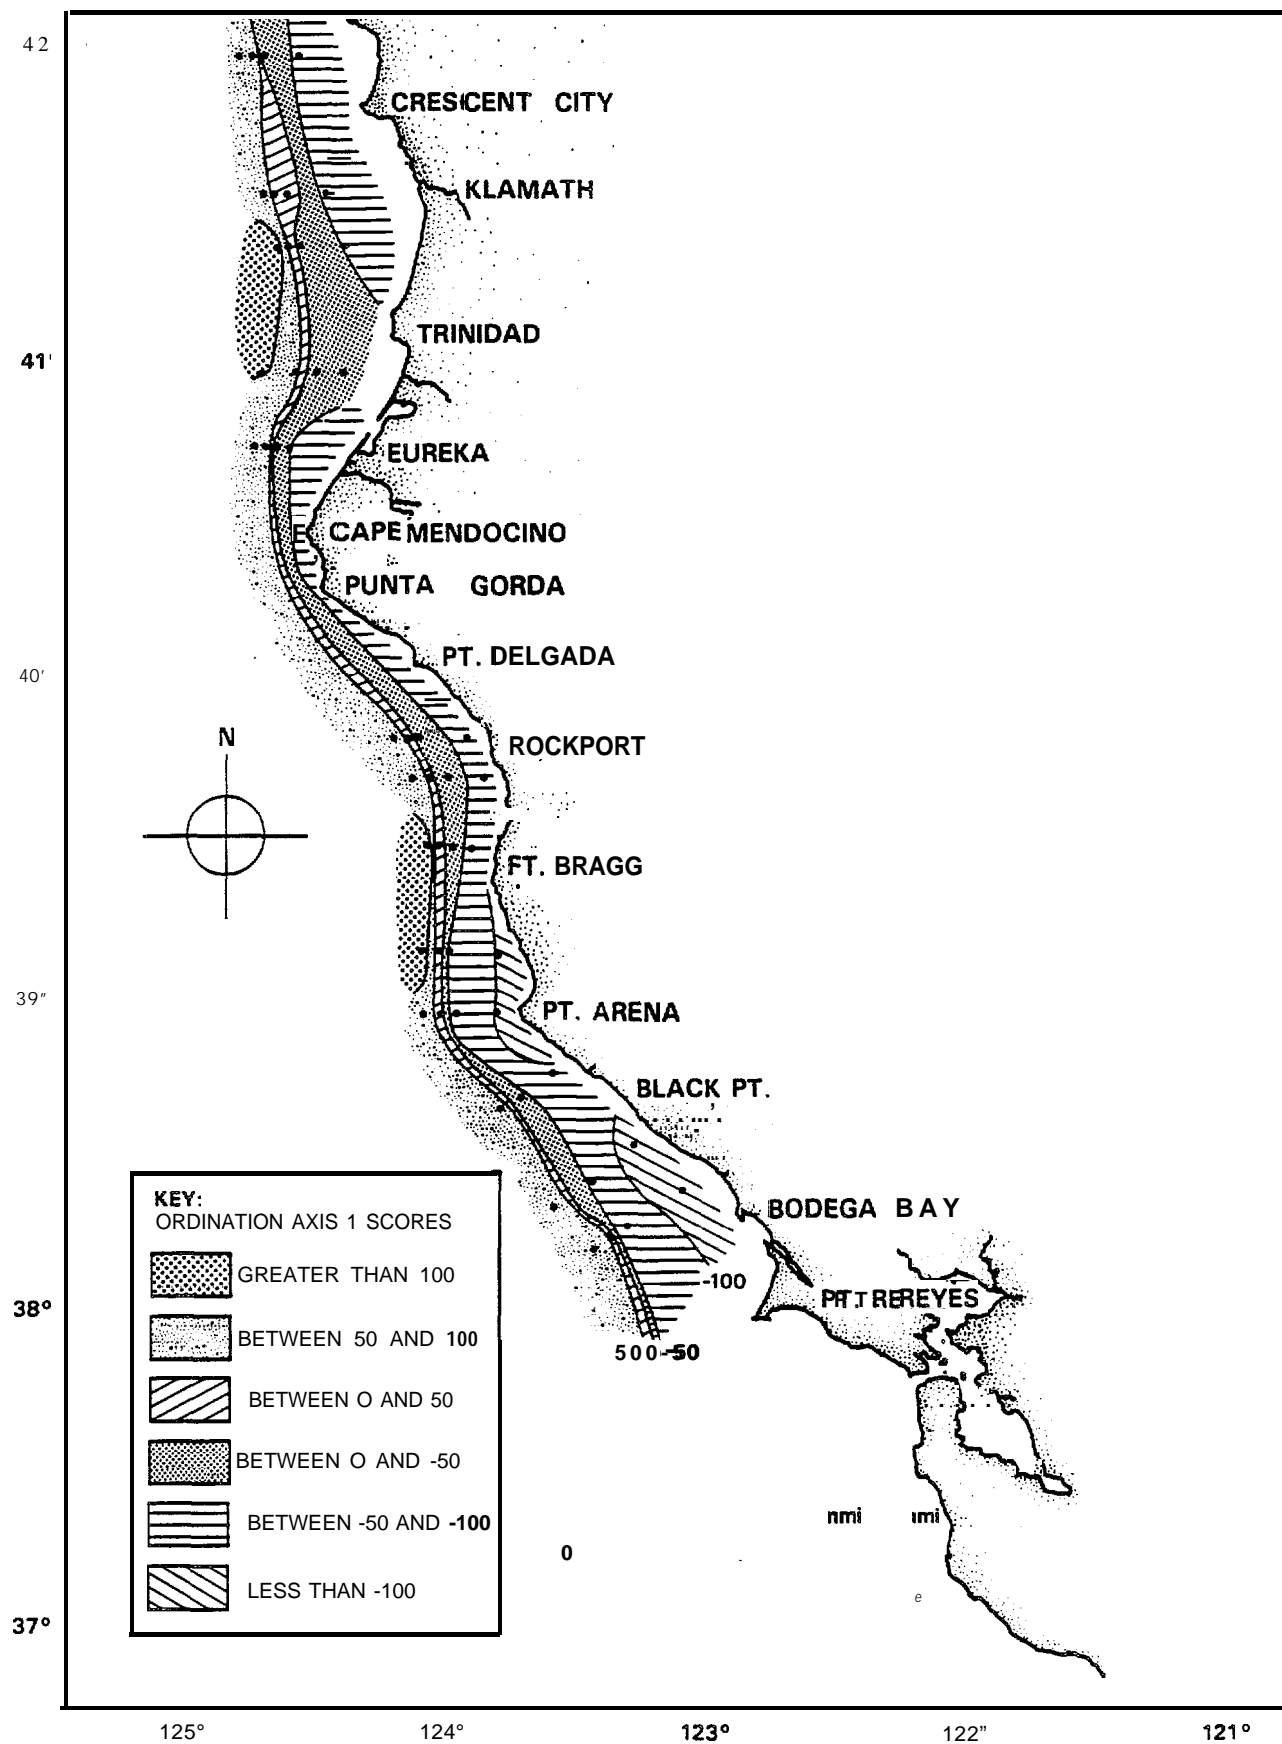 42
CRESCENT CITY
KLAMATH
TRINIDAD
41'
EUREKA
E CAPE MENDOCINO
PUNTA GORDA
PT. DELGADA
40'
N
ROCKPORT
FT. BRAGG
39"
PT. ARENA
BLACK PT.
KEY:
ORDINATION AXIS 1 SCORES
GREATER THAN 100
BETWEEN 50 AND 100
BETWEEN O AND 50
BETWEEN O AND -50
BETWEEN -50 AND -100
LESS THAN -100
BODEGA BAY
-100
38°
REYES
500-50
nmi nmi
0
e
37°
125° 124° 123° 122" 121°